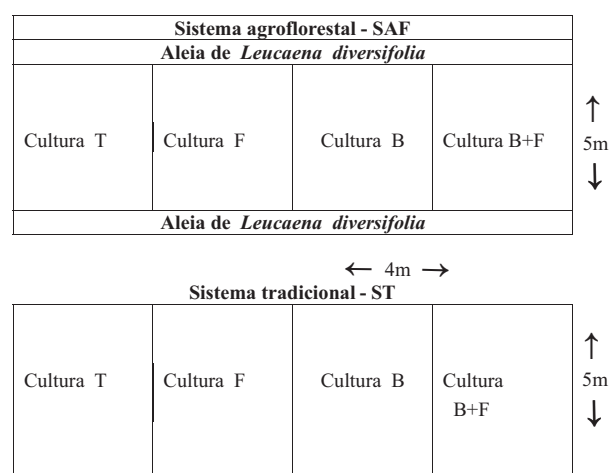 Sistema agroflorestal - SAF
Aleia de Leucaena diversifolia
Cultura T Cultura F Cultura B Cultura B+F
5m
Aleia de Leucaena diversifolia
4m
Sistema tradicional - ST
Cultura T Cultura F Cultura B Cultura
B+F
5m